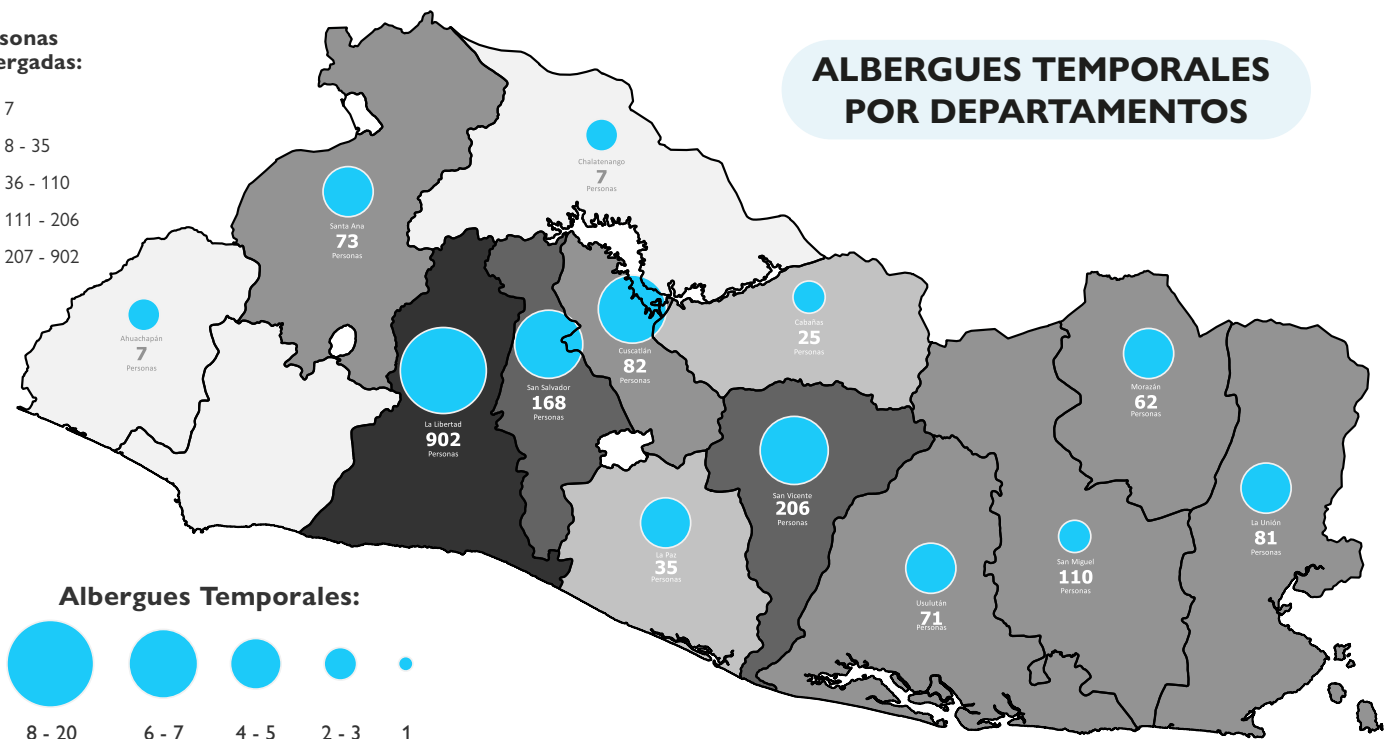 sonas
ergadas:
7
8 - 35
36 - 110
111 - 206
207 - 902
ALBERGUES TEMPORALES
POR DEPARTAMENTOS
Chalatenango
7
Personas
Santa Ana
73
Personas
Ahuachapán
7
Personas
La Libertad
902
Personas
San Salvador
168
Personas
Cuscatlán
82
Personas
Cabañas
25
Personas
Morazán
62
Personas
San Vicente
206
Personas
La Paz
35
Personas
Usulután
71
Personas
San Miguel
110
Personas
La Unión
81
Personas
Albergues Temporales:
8 - 20
6 - 7
4 - 5
2 - 3
1